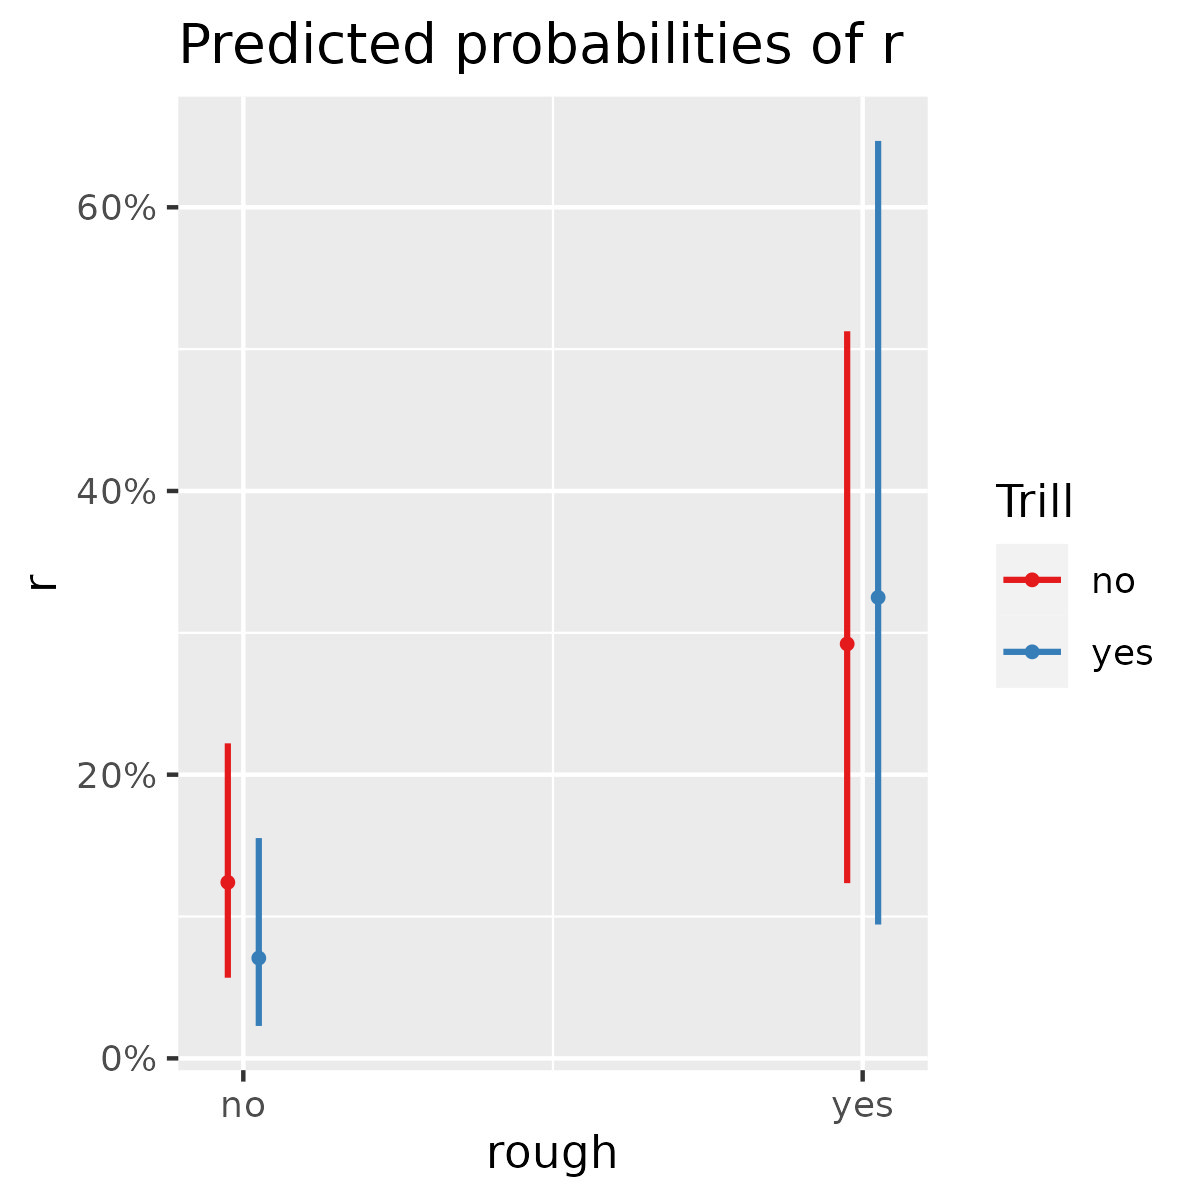 Predicted probabilities of r
60%
40%
20%
0%
r
no
yes
rough
Trill
no
yes